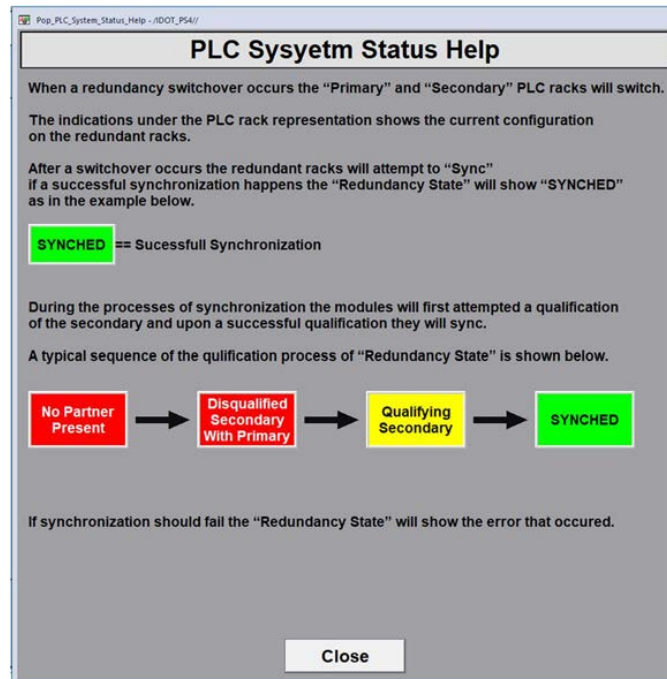 Pop_PLC_System_Status_Help - /IDOT_PS4//
PLC Sysyetm Status Help
When a redundancy switchover occurs the “Primary” and “Secondary” PLC racks will switch.
The indications under the PLC rack representation shows the current configuration
on the redundant racks.
After a switchover occurs the redundant racks will attempt to “Sync”
if a successful synchronization happens the “Redundancy State” will show “SYNCHED”
as in the example below.
SYNCHED == Sucessfull Synchronization
During the processes of synchronization the modules will first attempted a qualification
of the secondary and upon a successful qualification they will sync.
A typical sequence of the qulification process of “Redundancy State” is shown below.
No Partner
Present
Disqualified
Secondary
With Primary
Qualifying
Secondary
SYNCHED
If synchronization should fail the “Redundancy State” will show the error that occured.
Close